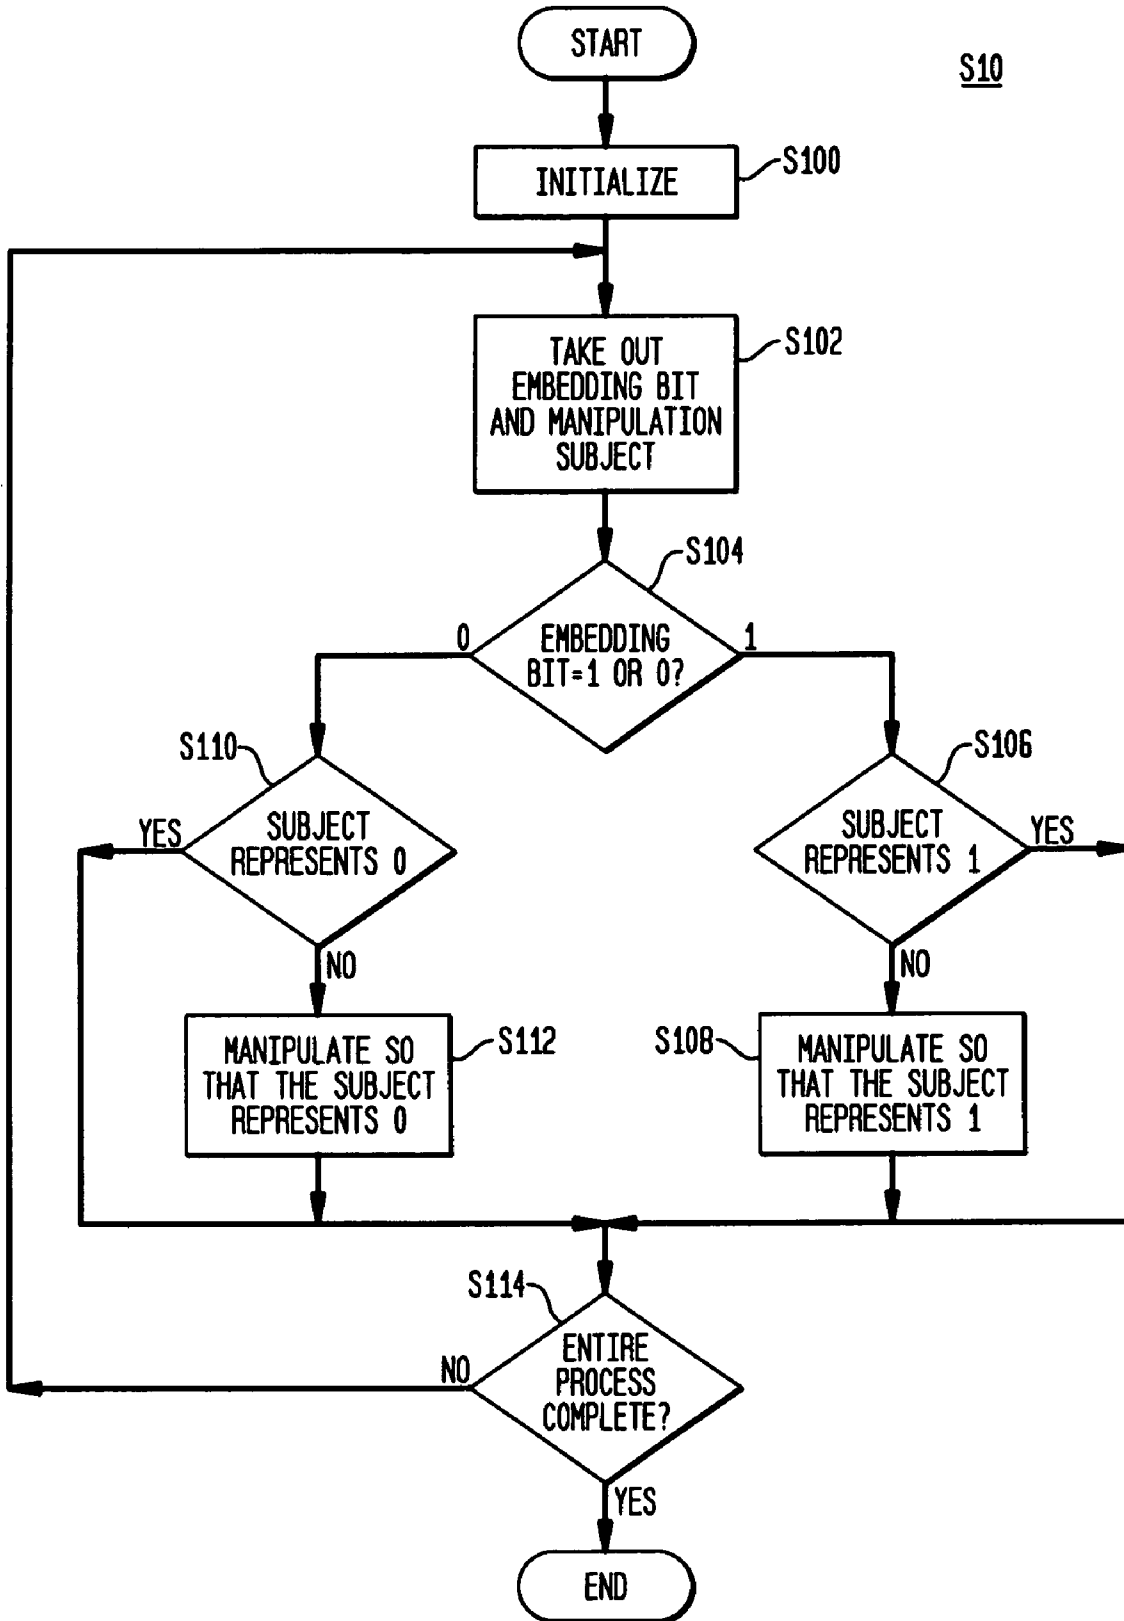 START
S10
INITIALIZE
S100
TAKE OUT
EMBEDDING BIT
AND MANIPULATION
SUBJECT
S102
S104
EMBEDDING
BIT=1 OR 0?
0
1
S110
SUBJECT
REPRESENTS 0
YES
NO
S106
SUBJECT
REPRESENTS 1
YES
NO
MANIPULATE SO
THAT THE SUBJECT
REPRESENTS 0
S112
S108
MANIPULATE SO
THAT THE SUBJECT
REPRESENTS 1
S114
ENTIRE
PROCESS
COMPLETE?
NO
YES
END